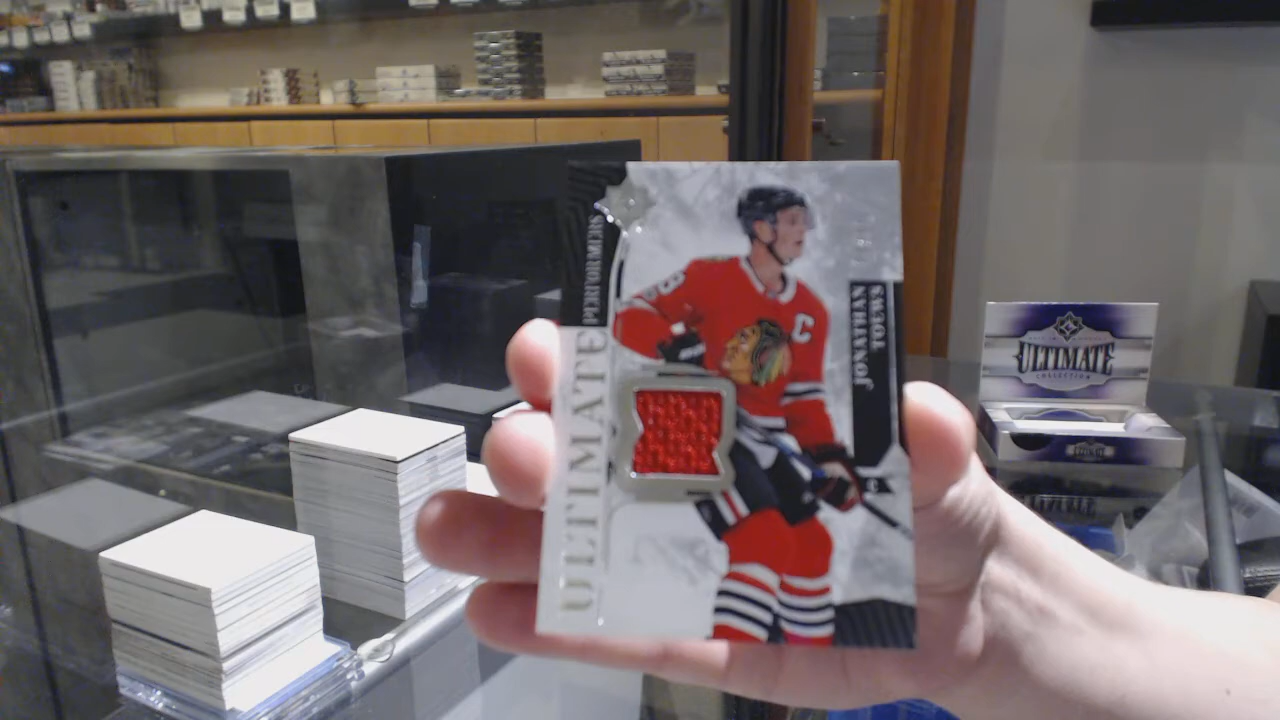 ULTIMATE PERFORMERS
JONATHAN
TOEWS
C
C
ULTIMATE
COLLECTION